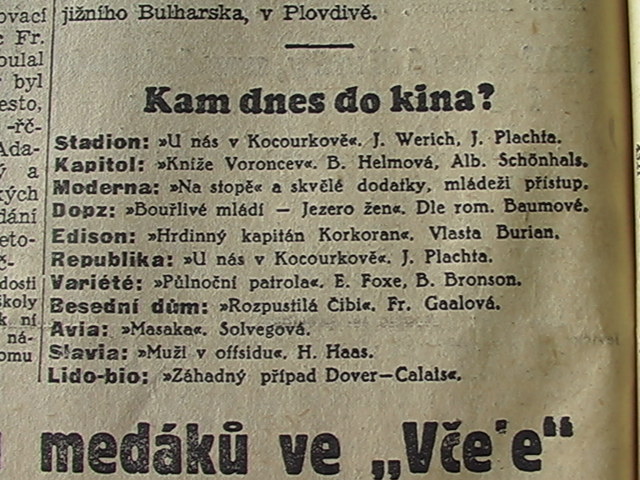 jižního Bulharska, v Plovdivě.
Kam dnes do kina?
Stadion: »U nás v Kocourkově«. J. Werich, J. Plachta.
Kapitol: »Kníže Voroncev«. B. Helmová, Alb. Schönhals.
Moderna: »Na stopě« a skvělé dodatky, mládeži přístup.
Dopz: »Bouřlivé mládí — Jezero žen«. Dle rom. Baumové.
Edison: »Hrdinný kapitán Korkoran«. Vlasta Burian.
Republika: »U nás v Kocourkově«. J. Plachta.
Variété: »Půlnoční patrola«. E. Foxe, B. Bronson.
Besední dům: »Rozpustilá Čibi«. Fr. Gaalová.
Avia: »Masaka«. Solvegová.
Slavia: »Muži v offsidu«. H. Haas.
Lido-bio: »Záhadný případ Dover—Calais«.
medáků ve „Vče e“